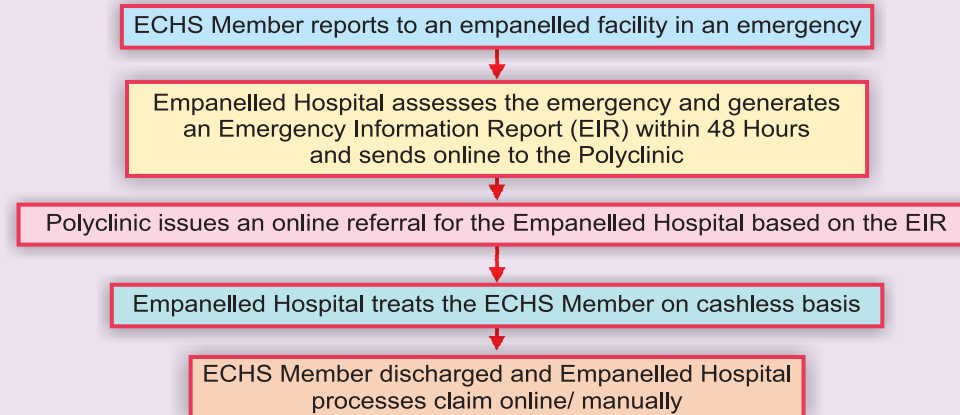 ECHS Member reports to an empanelled facility in an emergency
Empanelled Hospital assesses the emergency and generates
an Emergency Information Report (EIR) within 48 Hours
and sends online to the Polyclinic
Polyclinic issues an online referral for the Empanelled Hospital based on the EIR
Empanelled Hospital treats the ECHS Member on cashless basis
ECHS Member discharged and Empanelled Hospital
processes claim online/ manually